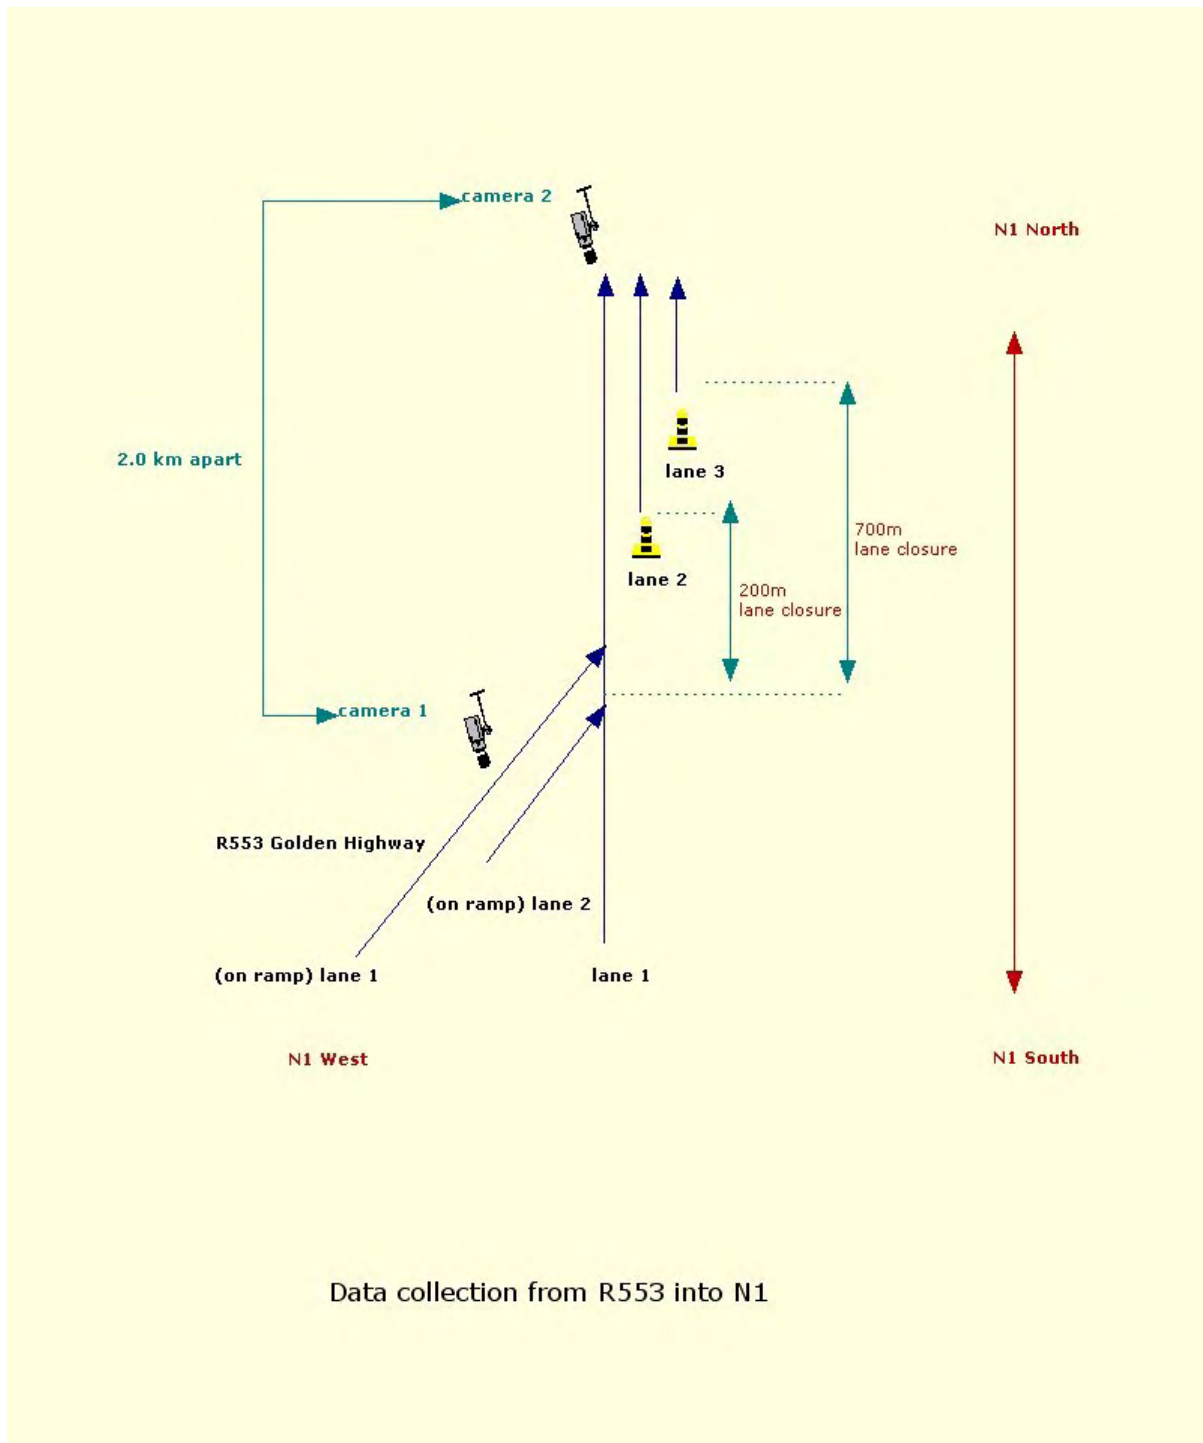 camera 2
N1 North
2.0 km apart
lane 3
700m
lane closure
lane 2
200m
lane closure
camera 1
R553 Golden Highway
(on ramp) lane 2
(on ramp) lane 1
lane 1
N1 West
N1 South
Data collection from R553 into N1